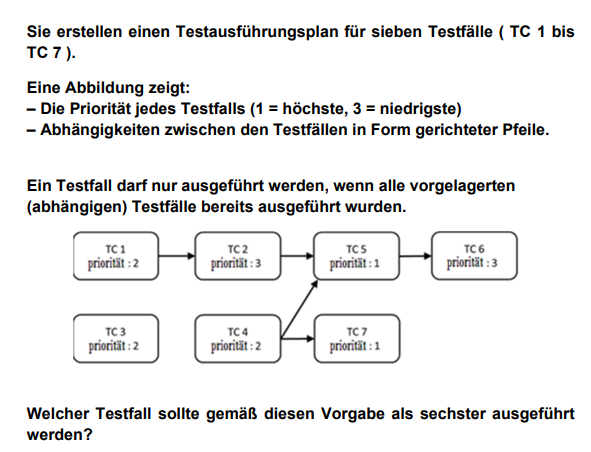 Sie erstellen einen Testausführungsplan für sieben Testfälle ( TC 1 bis
TC 7 ).
Eine Abbildung zeigt:
– Die Priorität jedes Testfalls (1 = höchste, 3 = niedrigste)
– Abhängigkeiten zwischen den Testfällen in Form gerichteter Pfeile.
Ein Testfall darf nur ausgeführt werden, wenn alle vorgelagerten
(abhängigen) Testfälle bereits ausgeführt wurden.
TC 1
priorität : 2
TC 2
priorität : 3
TC 5
priorität : 1
TC 6
priorität : 3
TC 3
priorität : 2
TC 4
priorität : 2
TC 7
priorität : 1
Welcher Testfall sollte gemäß diesen Vorgabe als sechster ausgeführt
werden?